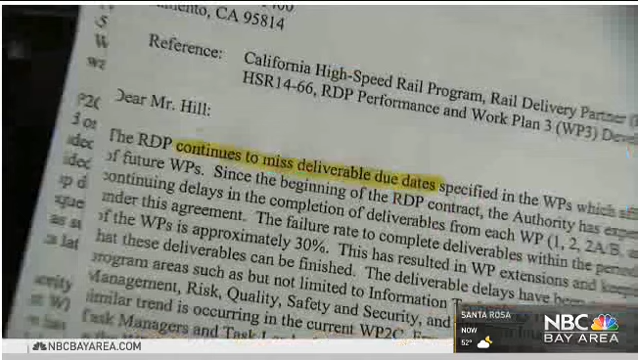 mento, CA 95814
Reference:
California High-Speed Rail Program, Rail Delivery Partner
HSR14-66, RDP Performance and Work Plan 3 (WP3) Devel
Dear Mr. Hill:
The RDP continues to miss deliverable due dates specified in the WPs which
of future WPs. Since the beginning of the RDP contract, the Authority has
continuing delays in the completion of deliverables from each WP (1, 2, 2A/B,
under this agreement. The failure rate to complete deliverables within the
of the WPs is approximately 30%. This has resulted in WP extensions and
that these deliverables can be finished. The deliverable delays have been
program areas such as but not limited to Information
Management, Risk, Quality, Safety and Security, and
similar trend is occurring in the current WP2C.
Task Managers and Task
SANTA ROSA
NOW
52°
NBC
BAY AREA
NBCBAYAREA.COM